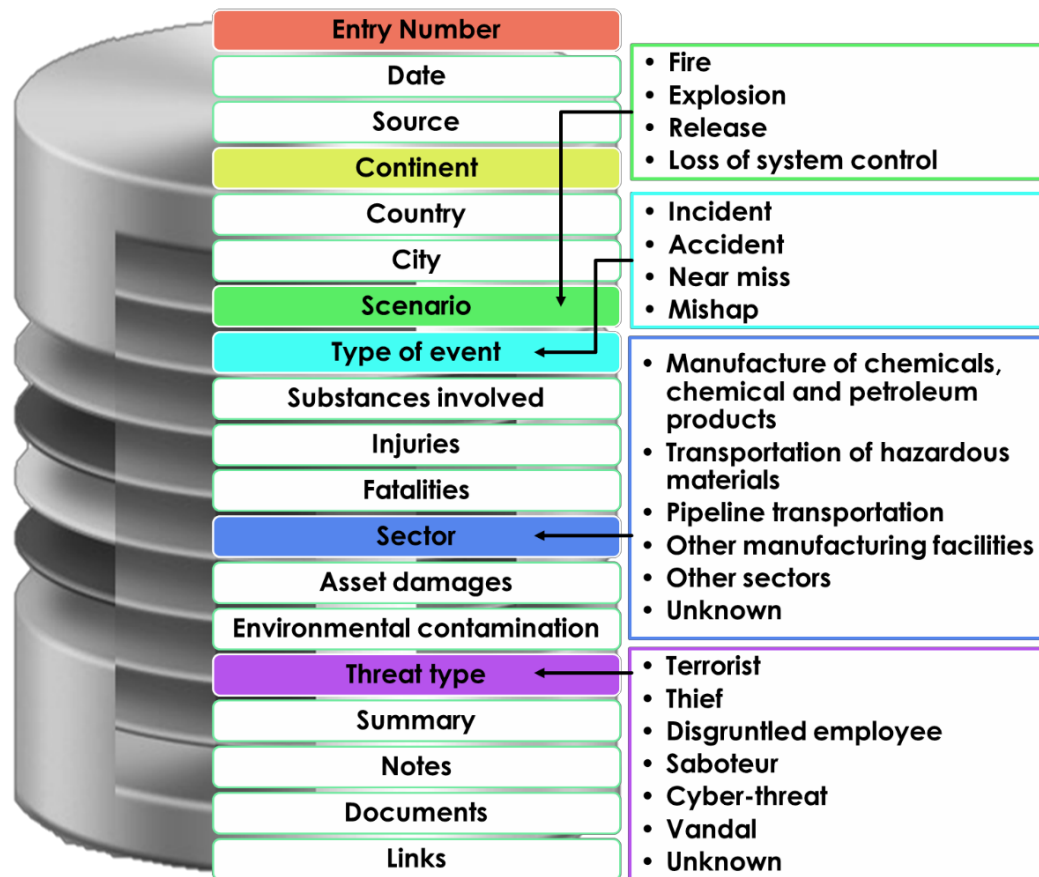 Entry Number
Date
Source
Continent
Country
City
Scenario
Type of event
Substances involved
Injuries
Fatalities
Sector
Asset damages
Environmental contamination
Threat type
Summary
Notes
Documents
Links
• Fire
• Explosion
• Release
• Loss of system control
• Incident
• Accident
• Near miss
• Mishap
• Manufacture of chemicals,
chemical and petroleum
products
• Transportation of hazardous
materials
• Pipeline transportation
• Other manufacturing facilities
• Other sectors
• Unknown
• Terrorist
• Thief
• Disgruntled employee
• Saboteur
• Cyber-threat
• Vandal
• Unknown